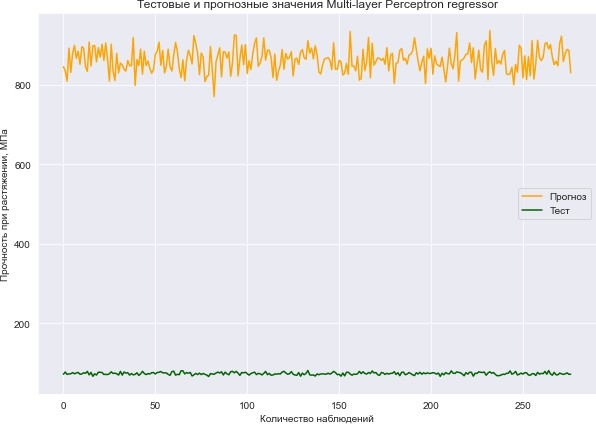 Тестовые и прогнозные значения Multi-layer Perceptron regressor
Прочность при растяжении, МПа
800
600
400
200
Прогноз
Тест
0
50
100
150
200
250
Количество наблюдений